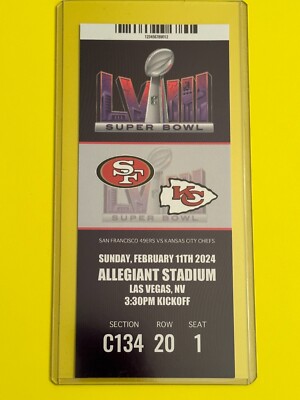 LVIII
SUPER BOWL
SF
KC
LVIII
SUPER BOWL
SAN FRANCISCO 49ERS VS KANSAS CITY CHIEFS
SUNDAY, FEBRUARY 11TH 2024
ALLEGIANT STADIUM
LAS VEGAS, NV
3:30PM KICKOFF
SECTION ROW SEAT
C134 20 1